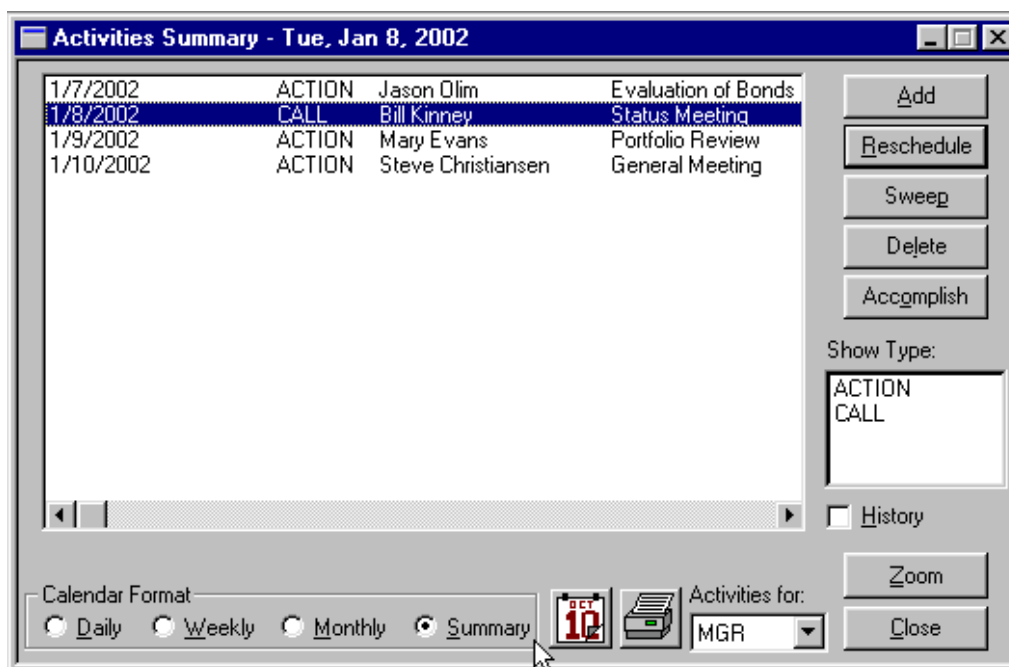 Activities Summary - Tue, Jan 8, 2002
1/7/2002 ACTION Jason Olim Evaluation of Bonds
1/8/2002 CALL Bill Kinney Status Meeting
1/9/2002 ACTION Mary Evans Portfolio Review
1/10/2002 ACTION Steve Christiansen General Meeting
Add
Reschedule
Sweep
Delete
Accomplish
Show Type:
ACTION
CALL
History
Zoom
Close
Calendar Format
Daily Weekly Monthly Summary
OCT
10
Activities for:
MGR